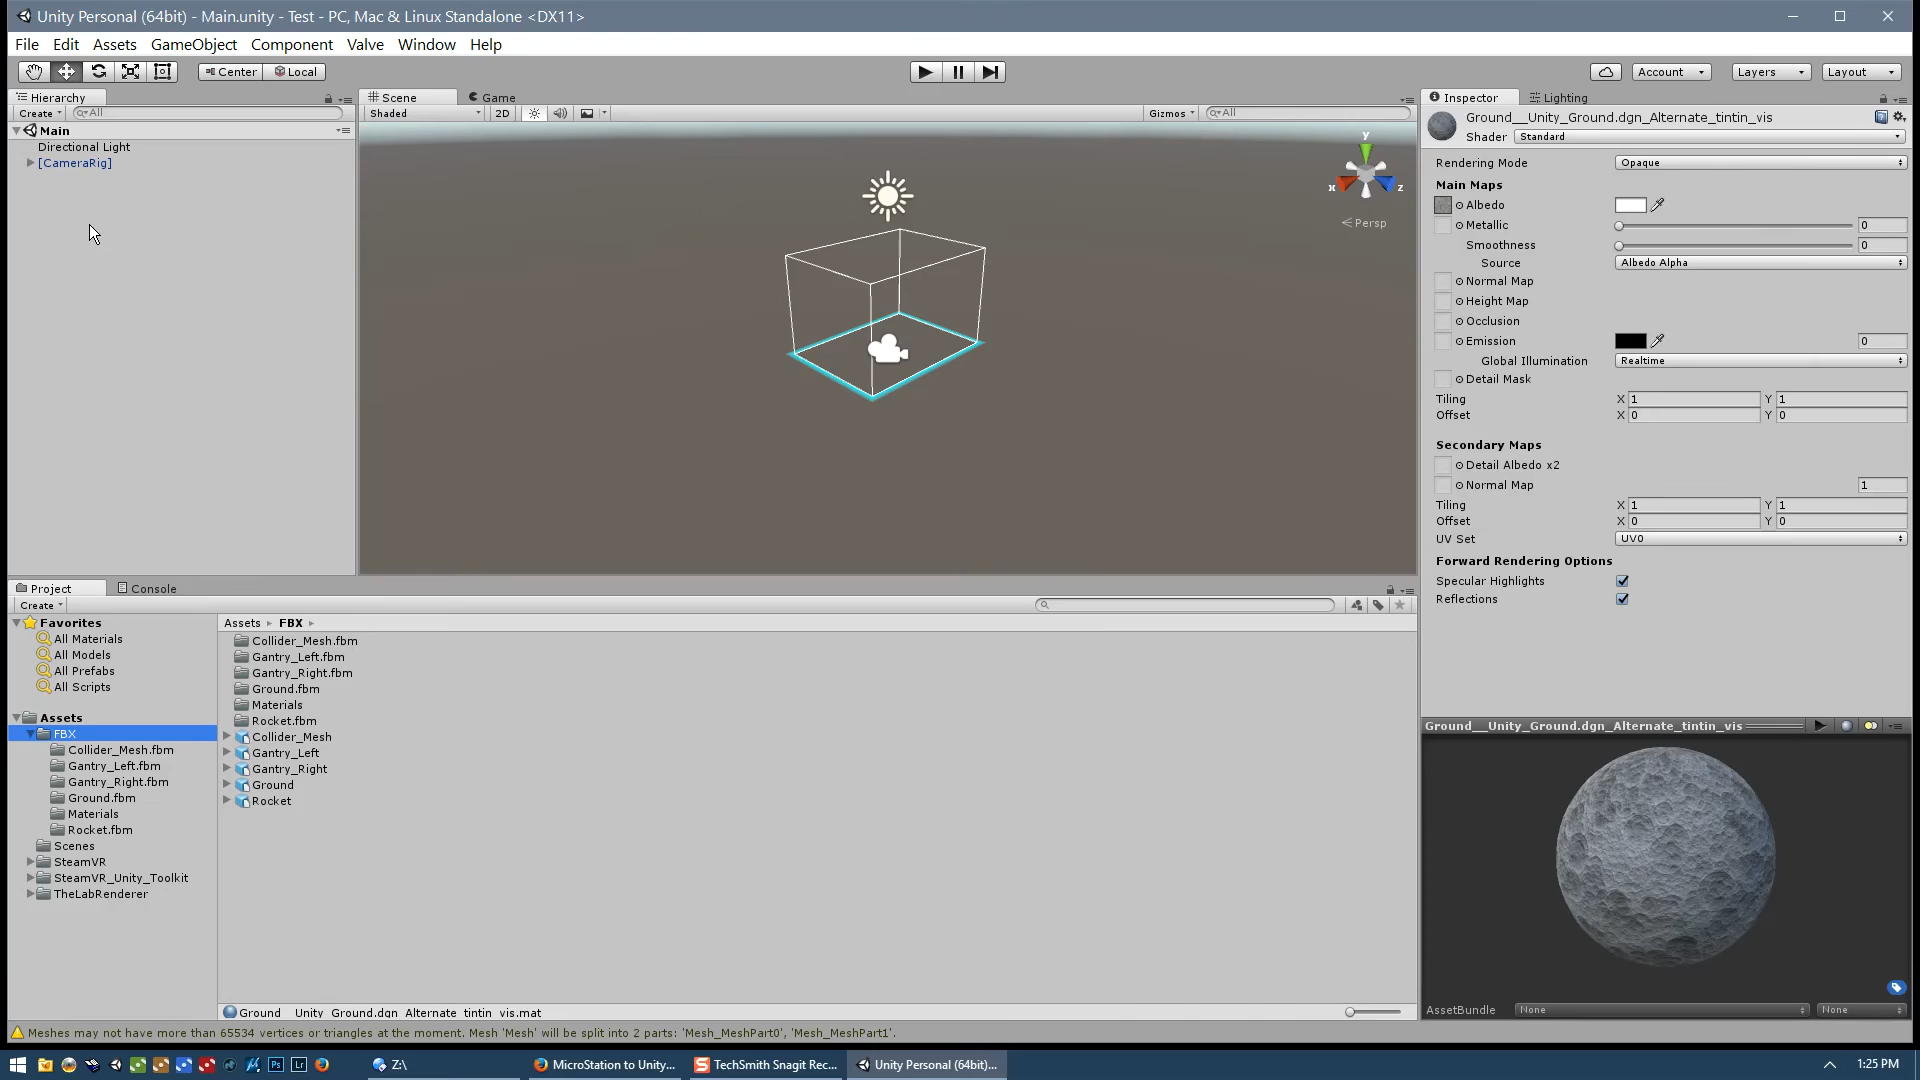 Unity Personal (64bit) - Main.unity - Test - PC, Mac & Linux Standalone <DX11>
File Edit Assets GameObject Component Valve Window Help
Center Local Account Layers Layout
Hierarchy
Create All
Main
Directional Light
[CameraRig]
Scene Game
Shaded 2D Gizmos All
y
x z
Persp
Inspector Lighting
Ground__Unity_Ground.dgn_Alternate_tintin_vis
Shader Standard
Rendering Mode Opaque
Main Maps
Albedo
Metallic 0
Smoothness 0
Source Albedo Alpha
Normal Map
Height Map
Occlusion
Emission 0
Global Illumination Realtime
Detail Mask
Tiling X 1 Y 1
Offset X 0 Y 0
Secondary Maps
Detail Albedo x2
Normal Map 1
Tiling X 1 Y 1
Offset X 0 Y 0
UV Set UV0
Forward Rendering Options
Specular Highlights
Reflections
Ground__Unity_Ground.dgn_Alternate_tintin_vis
AssetBundle None None
Project Console
Create
Favorites
All Materials
All Models
All Prefabs
All Scripts
Assets
FBX
Collider_Mesh.fbm
Gantry_Left.fbm
Gantry_Right.fbm
Ground.fbm
Materials
Rocket.fbm
Scenes
SteamVR
SteamVR_Unity_Toolkit
TheLabRenderer
Assets FBX
Collider_Mesh.fbm
Gantry_Left.fbm
Gantry_Right.fbm
Ground.fbm
Materials
Rocket.fbm
Collider_Mesh
Gantry_Left
Gantry_Right
Ground
Rocket
Ground__Unity_Ground.dgn_Alternate_tintin_vis.mat
Meshes may not have more than 65534 vertices or triangles at the moment. Mesh 'Mesh' will be split into 2 parts: 'Mesh_MeshPart0', 'Mesh_MeshPart1'.
Ps Lr Z:\ MicroStation to Unity... TechSmith Snagit Rec... Unity Personal (64bit)... 1:25 PM